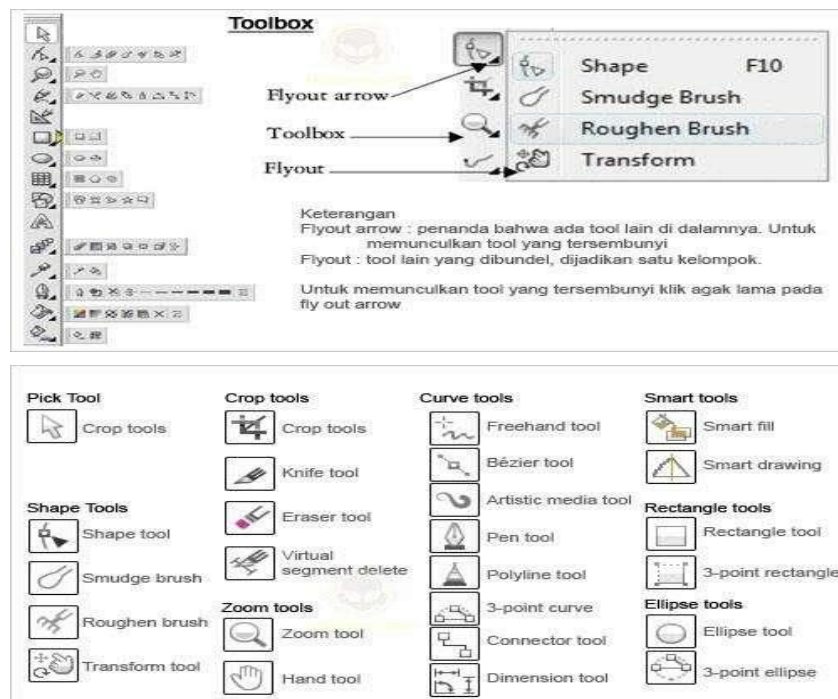 Toolbox
Flyout arrow
Toolbox
Flyout
Shape F10
Smudge Brush
Roughen Brush
Transform
Keterangan
Flyout arrow : penanda bahwa ada tool lain di dalamnya. Untuk
memunculkan tool yang tersembunyi
Flyout : tool lain yang dibundel, dijadikan satu kelompok.
Untuk memunculkan tool yang tersembunyi klik agak lama pada
fly out arrow
Pick Tool
Crop tools
Shape Tools
Shape tool
Smudge brush
Roughen brush
Transform tool
Crop tools
Crop tools
Knife tool
Eraser tool
Virtual
segment delete
Zoom tools
Zoom tool
Hand tool
Curve tools
Freehand tool
Bézier tool
Artistic media tool
Pen tool
Polyline tool
3-point curve
Connector tool
Dimension tool
Smart tools
Smart fill
Smart drawing
Rectangle tools
Rectangle tool
3-point rectangle
Ellipse tools
Ellipse tool
3-point ellipse